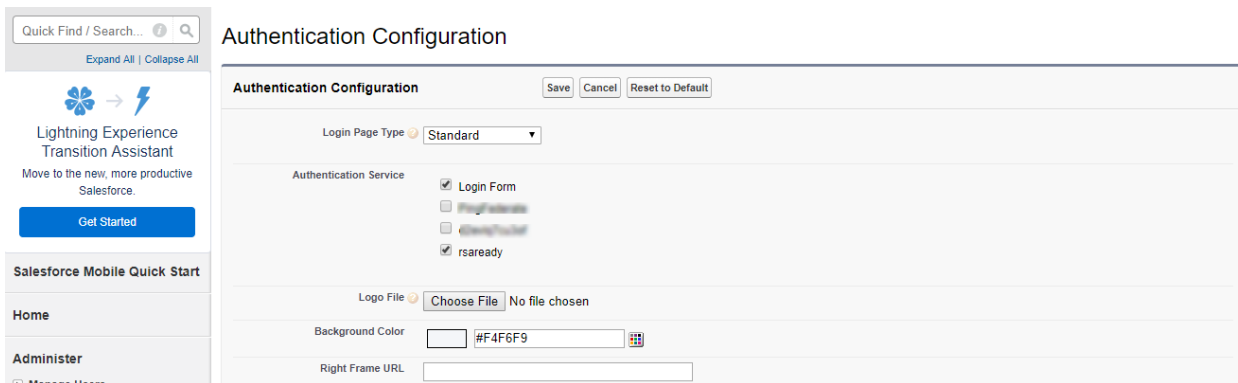 Quick Find / Search...
Expand All | Collapse All
Lightning Experience
Transition Assistant
Move to the new, more productive
Salesforce.
Get Started
Salesforce Mobile Quick Start
Home
Administer
Authentication Configuration
Authentication Configuration Save Cancel Reset to Default
Login Page Type Standard
Authentication Service
Login Form
rsaready
Logo File Choose File No file chosen
Background Color #F4F6F9
Right Frame URL